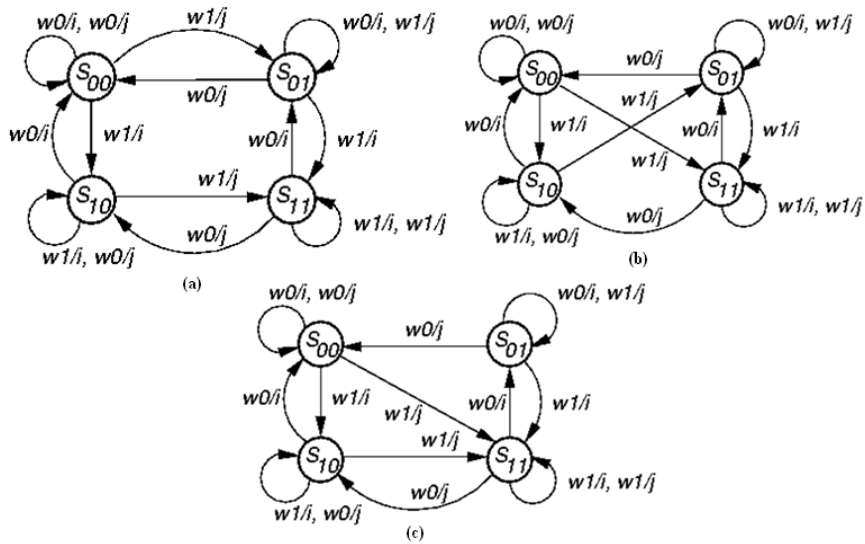 w0/i, w0/j
w1/j
w0/i, w1/j
S00
S01
w0/j
w0/i
w1/i
w0/i
w1/i
S10
w1/j
S11
w1/i, w0/j
w0/j
w1/i, w1/j
(a)
w0/i, w0/j
w0/i, w1/j
S00
w0/j
S01
w1/j
w0/i
w1/i
w0/i
w1/i
w1/j
S10
S11
w1/i, w0/j
w0/j
w1/i, w1/j
(b)
w0/i, w0/j
w0/i, w1/j
S00
w0/j
S01
w0/i
w1/i
w1/j
w0/i
w1/i
w1/j
S10
S11
w1/i, w0/j
w0/j
w1/i, w1/j
(c)